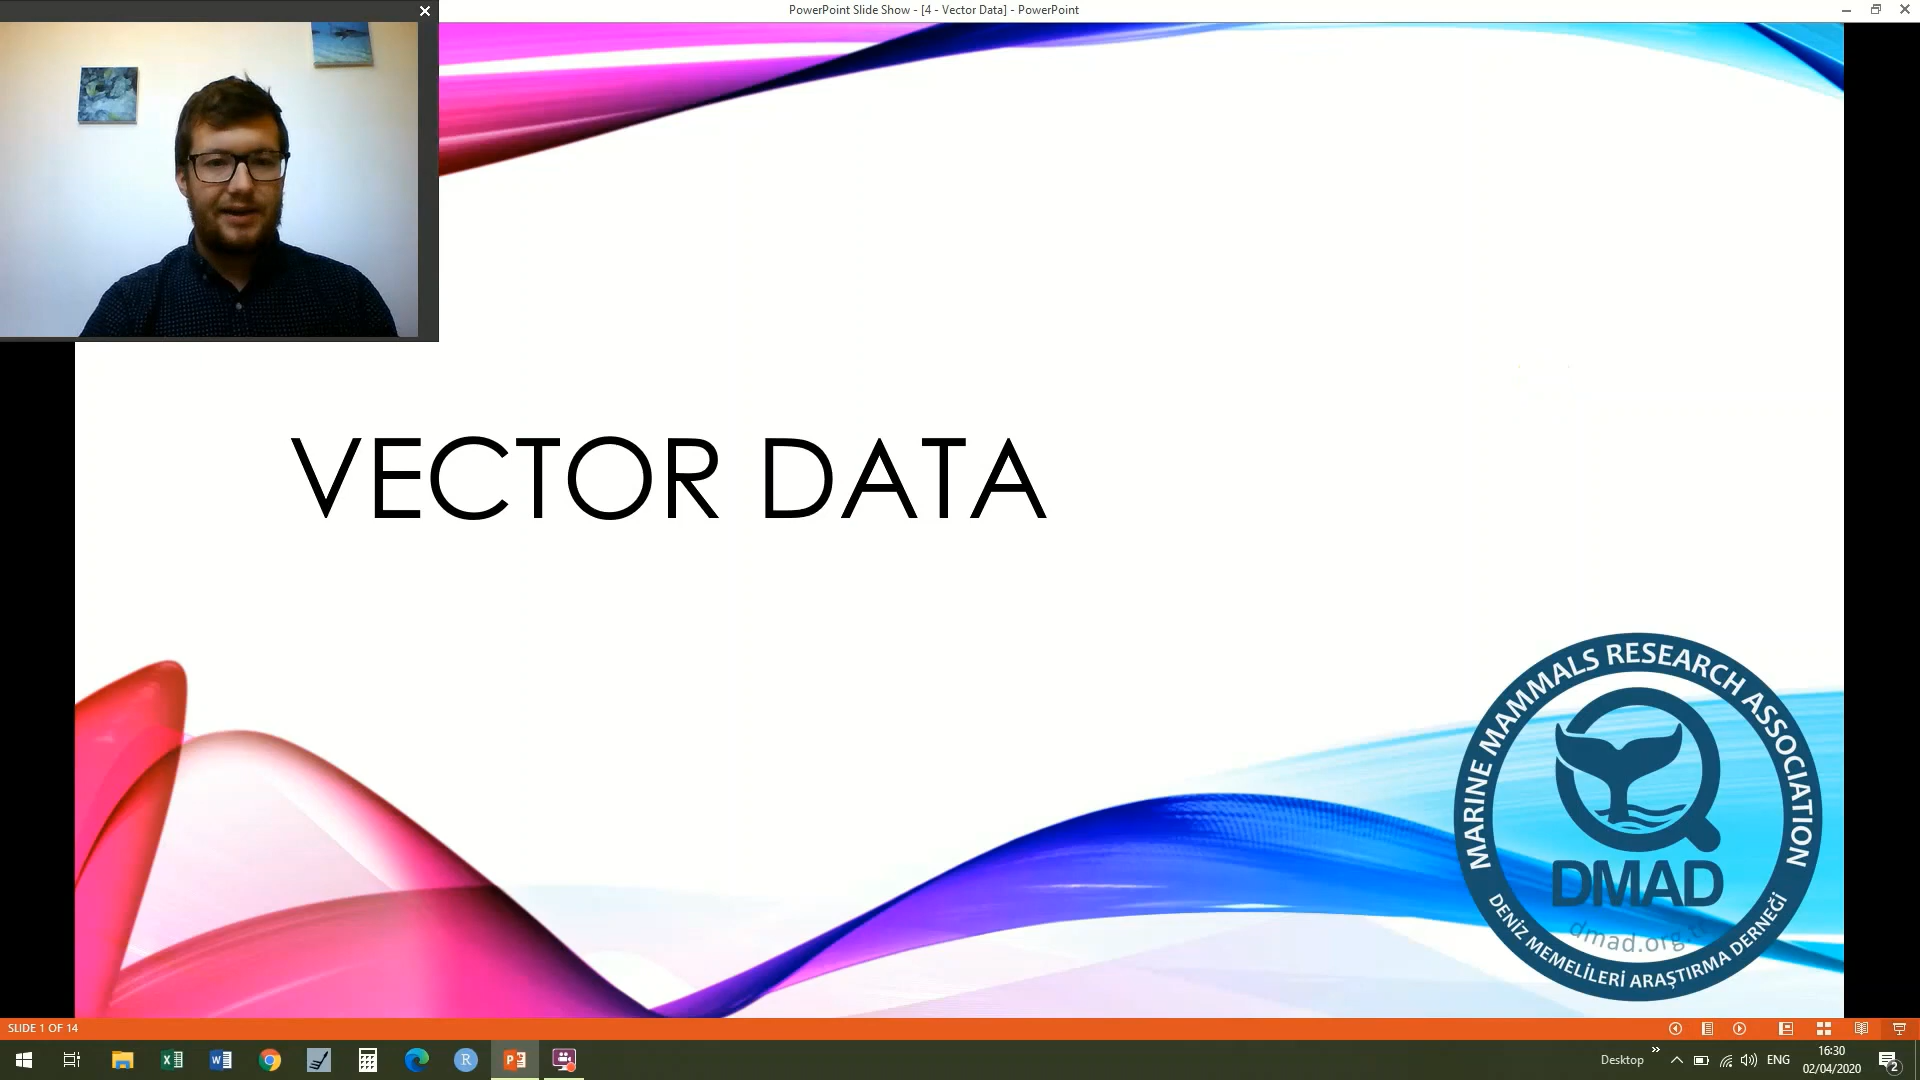 PowerPoint Slide Show - [4 - Vector Data] - PowerPoint
VECTOR DATA
MARINE MAMMALS RESEARCH ASSOCIATION
DMAD
dmad.org.tr
DENİZ MEMELİLERİ ARAŞTIRMA DERNEĞİ
SLIDE 1 OF 14
Desktop
ENG
16:30
02/04/2020
2